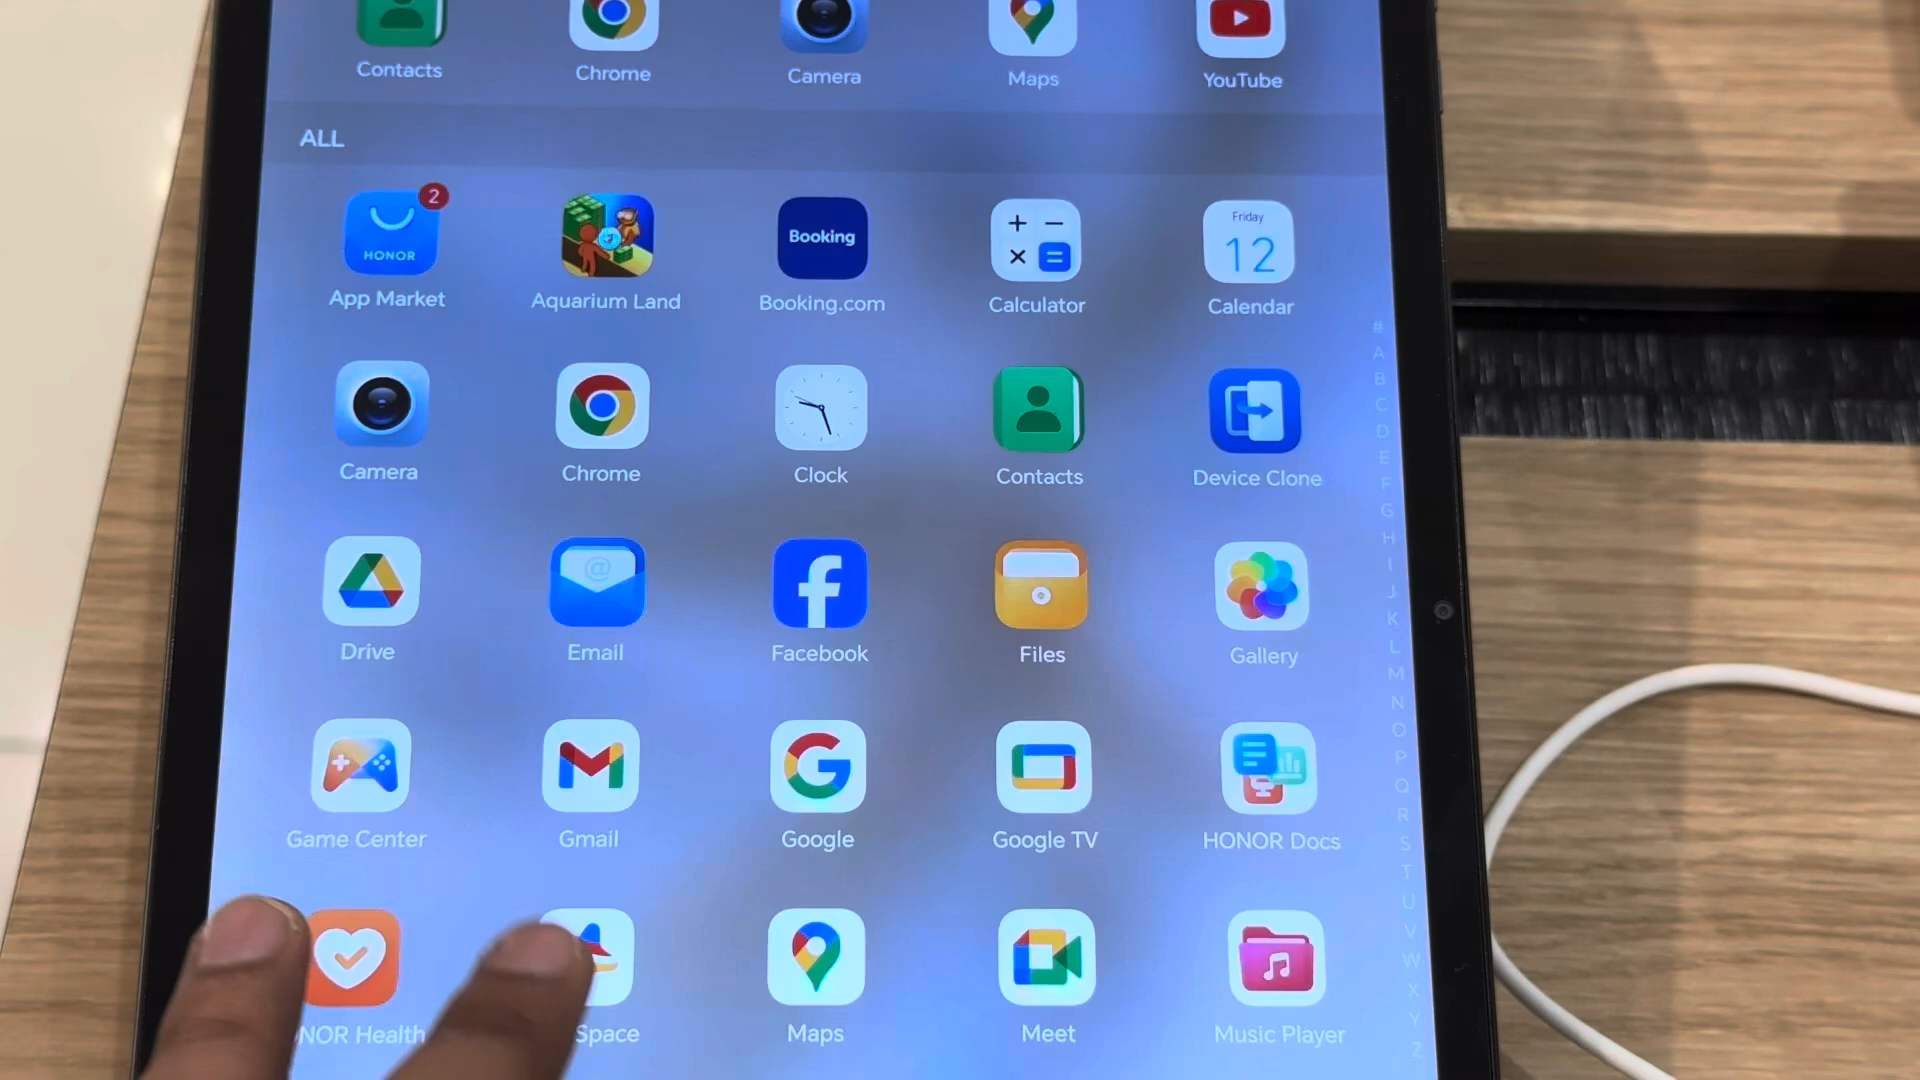 Contacts
Chrome
Camera
Maps
YouTube
ALL
2
HONOR
Booking
Friday
12
App Market
Aquarium Land
Booking.com
Calculator
Calendar
Camera
Chrome
Clock
Contacts
Device Clone
Drive
Email
Facebook
Files
Gallery
Game Center
Gmail
Google
Google TV
HONOR Docs
NOR Health
Space
Maps
Meet
Music Player
#
A
B
C
D
E
F
G
H
I
J
K
L
M
N
O
P
Q
R
S
T
U
V
W
X
Y
Z